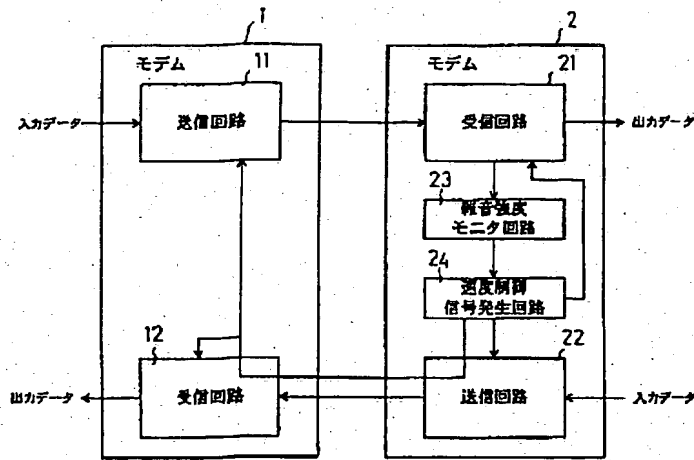 1
2
モデム
11
モデム
21
入力データ
送信回路
受信回路
出力データ
23
雑音強度
モニタ回路
24
速度制御
信号発生回路
12
22
出力データ
受信回路
送信回路
入力データ